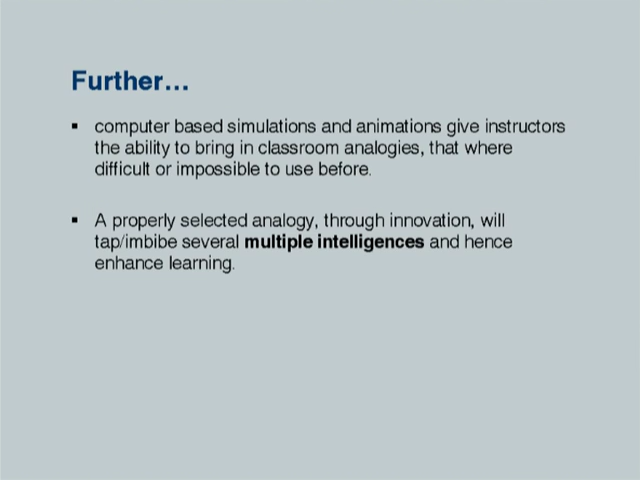 Further...
▪ computer based simulations and animations give instructors
the ability to bring in classroom analogies, that where
difficult or impossible to use before.
▪ A properly selected analogy, through innovation, will
tap/imbibe several multiple intelligences and hence
enhance learning.